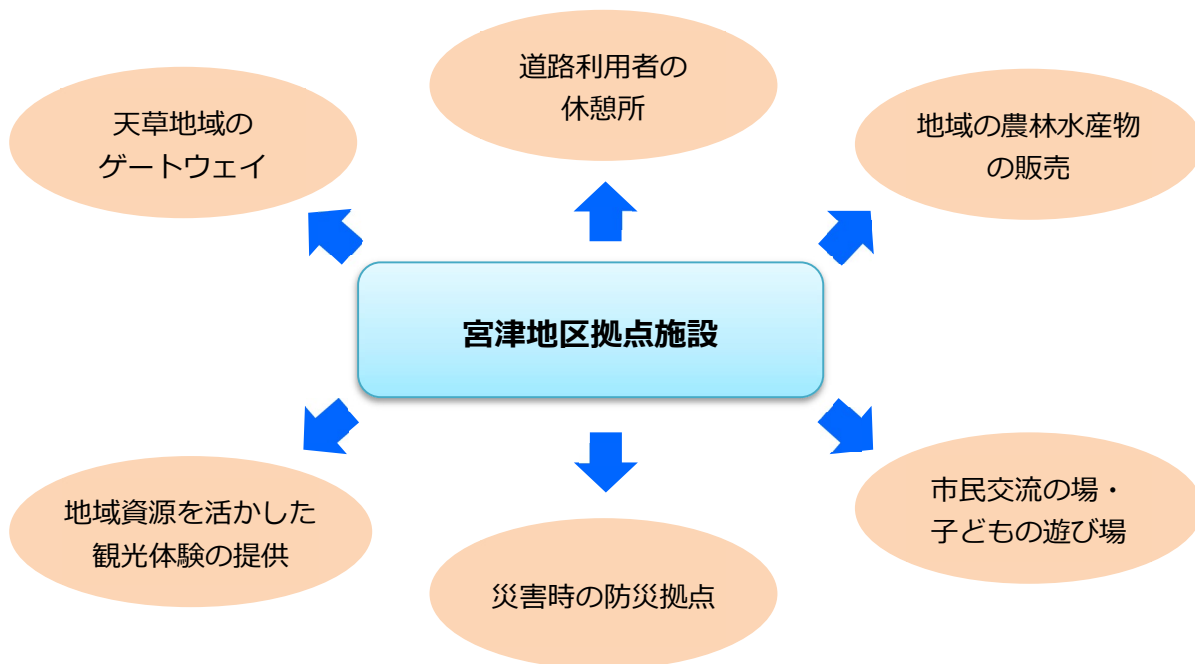 道路利用者の
休憩所
天草地域の
ゲートウェイ
地域の農林水産物
の販売
宮津地区拠点施設
地域資源を活かした
観光体験の提供
市民交流の場・
子どもの遊び場
災害時の防災拠点